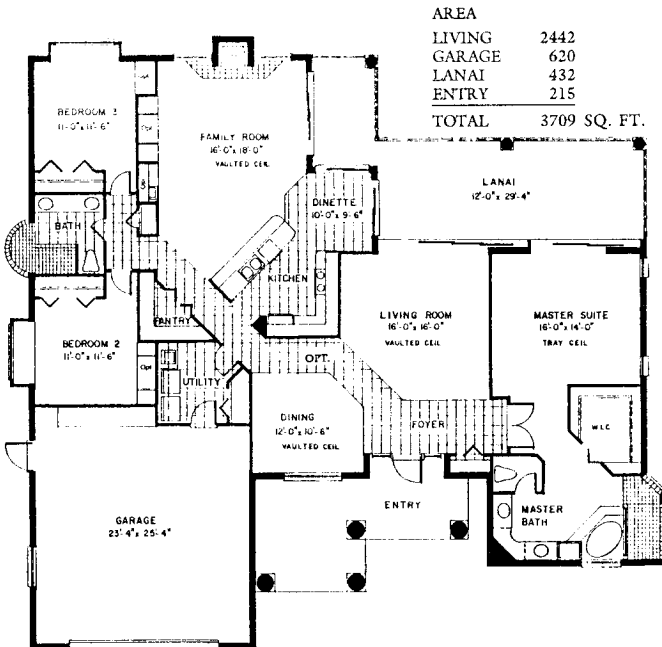 AREA
LIVING 2442
GARAGE 620
LANAI 432
ENTRY 215
TOTAL 3709 SQ. FT.
BEDROOM 3
11'-0"x 11'-6"
Opt
FAMILY ROOM
16'-0"x 18'-0"
VAULTED CEIL
LANAI
12'-0"x 29'-4"
DINETTE
10'-0"x 9'-6"
BATH
KITCHEN
PANTRY
LIVING ROOM
16'-0"x 16'-0"
VAULTED CEIL
MASTER SUITE
16'-0"x 14'-0"
TRAY CEIL
BEDROOM 2
11'-0"x 11'-6"
Opt
OPT.
UTILITY
DINING
12'-0"x 10'-6"
VAULTED CEIL
FOYER
W.I.C
ENTRY
MASTER
BATH
GARAGE
23'-4"x 25'-4"